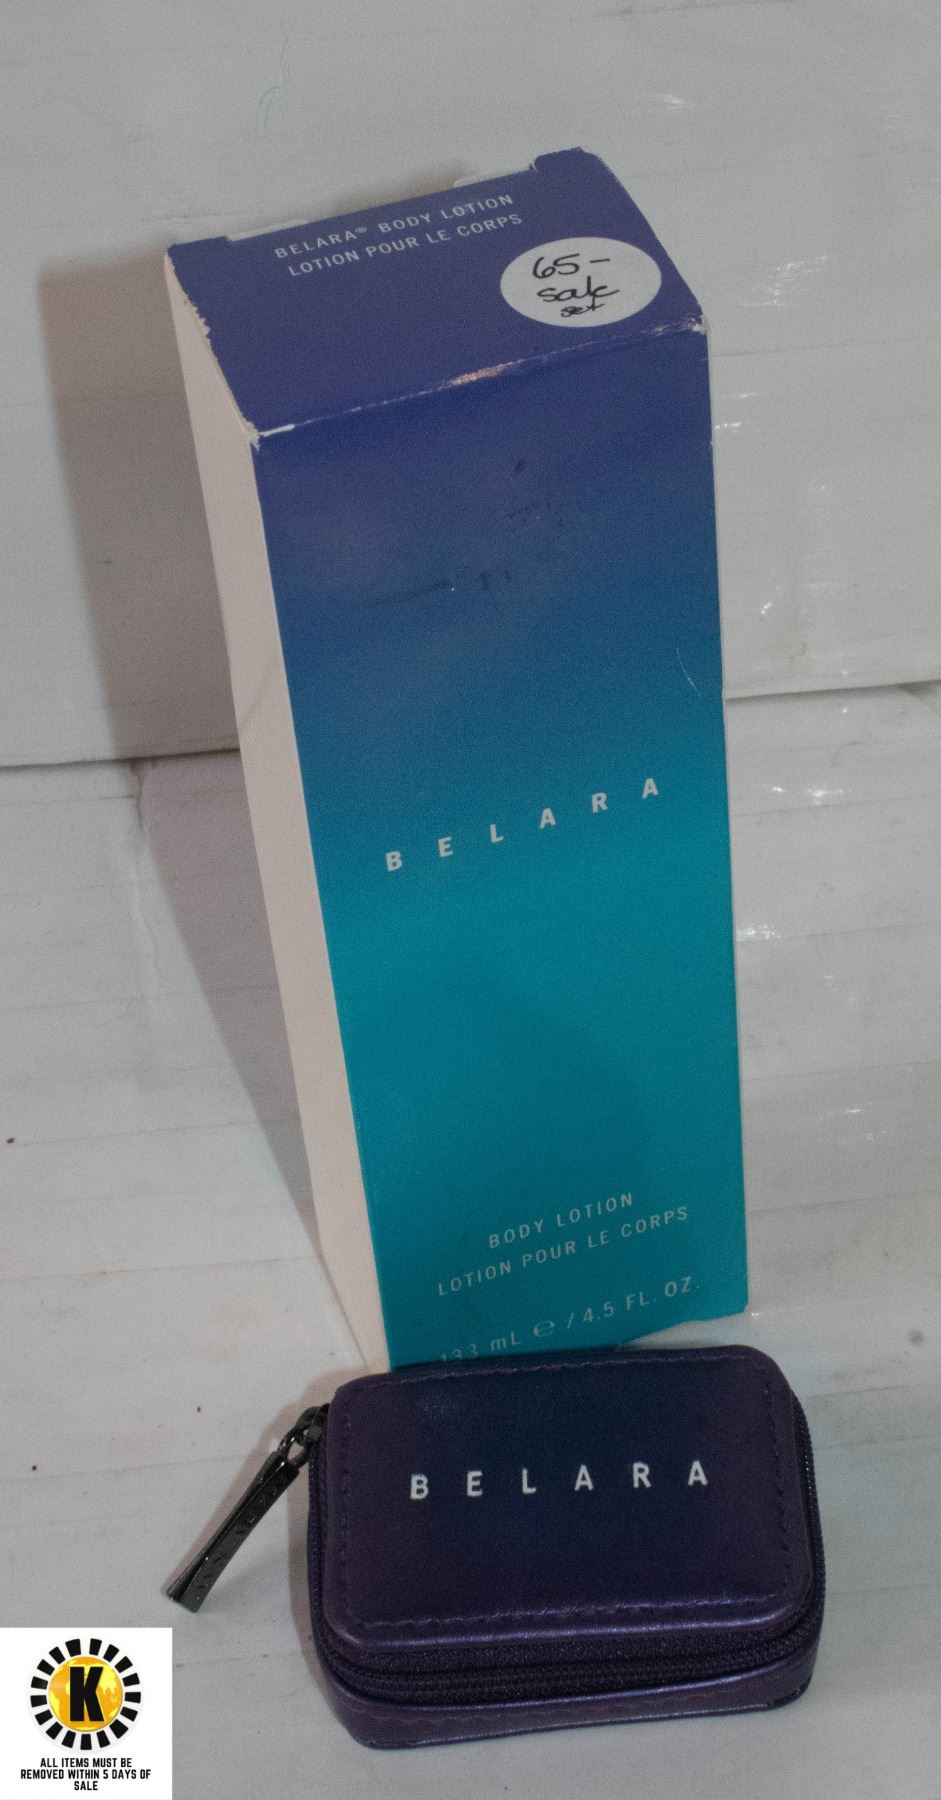 BELARA® BODY LOTION
LOTION POUR LE CORPS
65-
sale
set
BELARA
BODY LOTION
LOTION POUR LE CORPS
133 mL e / 4.5 FL. OZ.
BELARA
K
ALL ITEMS MUST BE
REMOVED WITHIN 5 DAYS OF
SALE